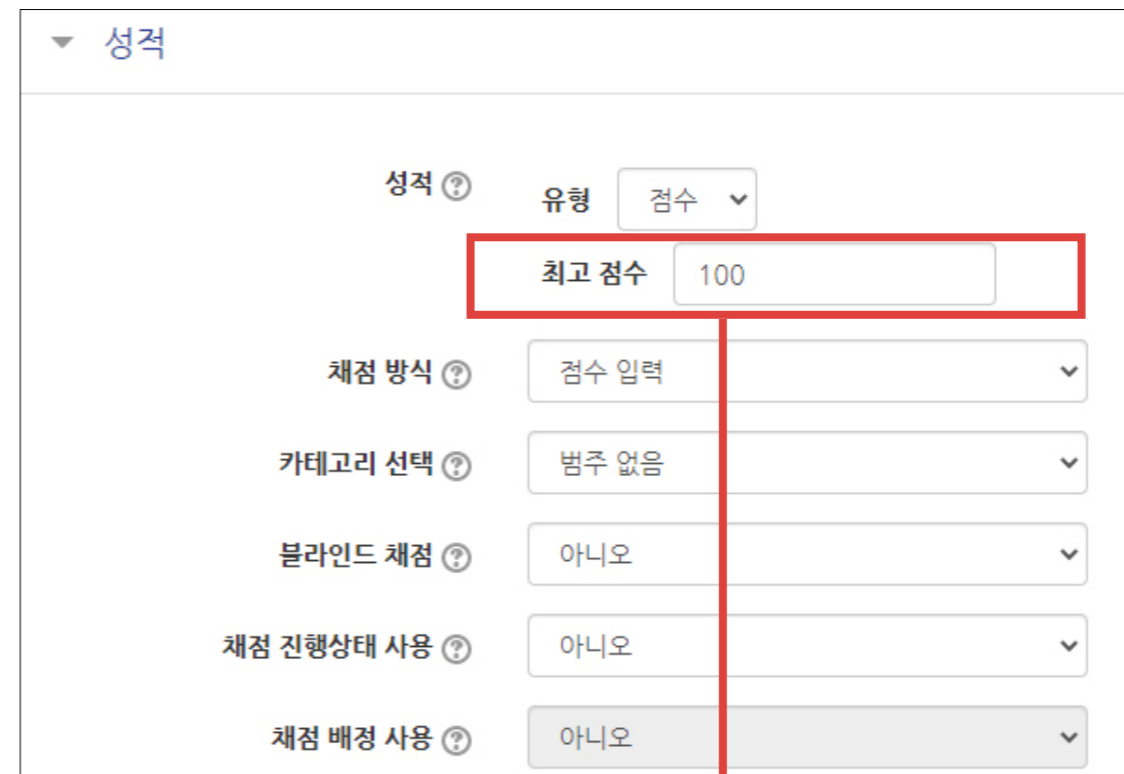 성적
성적
유형 점수
최고 점수 100
채점 방식 점수 입력
카테고리 선택 범주 없음
블라인드 채점 아니오
채점 진행상태 사용 아니오
채점 배정 사용 아니오